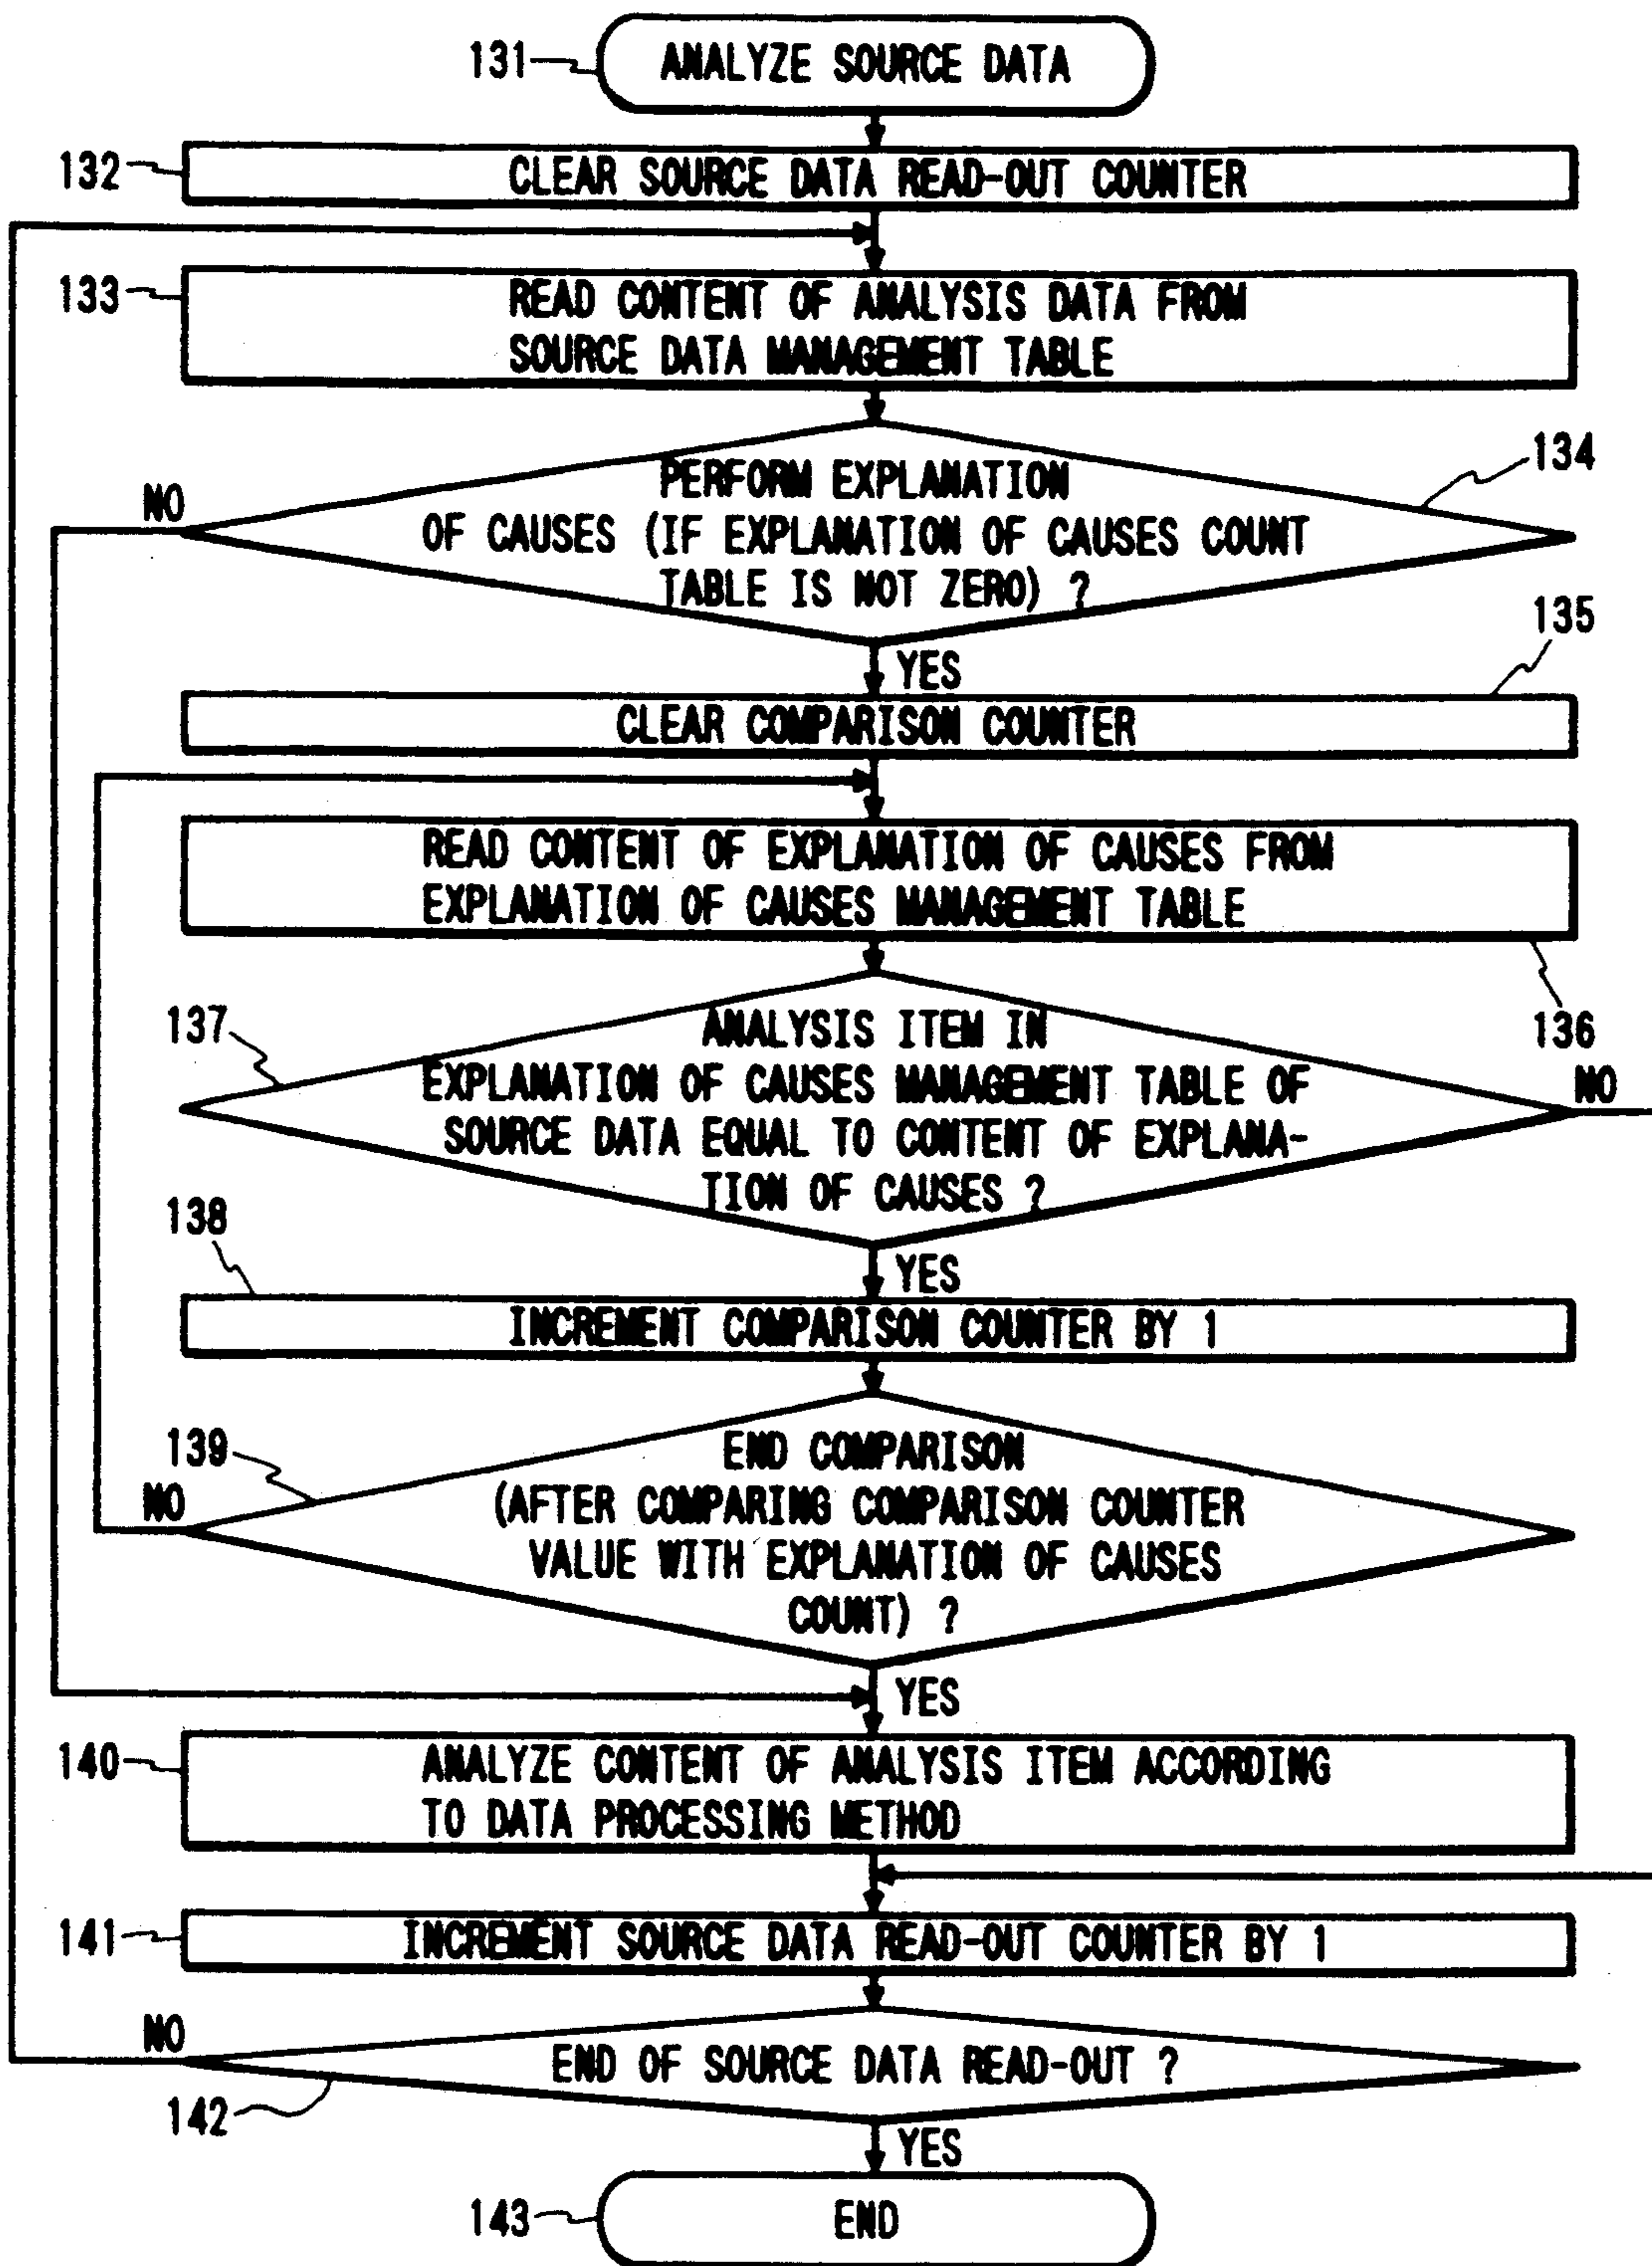 131
ANALYZE SOURCE DATA
132
CLEAR SOURCE DATA READ-OUT COUNTER
133
READ CONTENT OF ANALYSIS DATA FROM
SOURCE DATA MANAGEMENT TABLE
134
NO
PERFORM EXPLANATION
OF CAUSES (IF EXPLANATION OF CAUSES COUNT
TABLE IS NOT ZERO) ?
135
YES
CLEAR COMPARISON COUNTER
READ CONTENT OF EXPLANATION OF CAUSES FROM
EXPLANATION OF CAUSES MANAGEMENT TABLE
136
137
NO
ANALYSIS ITEM IN
EXPLANATION OF CAUSES MANAGEMENT TABLE OF
SOURCE DATA EQUAL TO CONTENT OF EXPLANA-
TION OF CAUSES ?
138
YES
INCREMENT COMPARISON COUNTER BY 1
139
NO
END COMPARISON
(AFTER COMPARING COMPARISON COUNTER
VALUE WITH EXPLANATION OF CAUSES
COUNT) ?
YES
140
ANALYZE CONTENT OF ANALYSIS ITEM ACCORDING
TO DATA PROCESSING METHOD
141
INCREMENT SOURCE DATA READ-OUT COUNTER BY 1
NO
END OF SOURCE DATA READ-OUT ?
142
YES
143
END